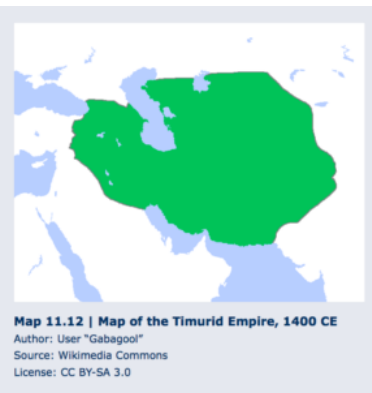 Map 11.12 | Map of the Timurid Empire, 1400 CE
Author: User “Gabagool”
Source: Wikimedia Commons
License: CC BY-SA 3.0